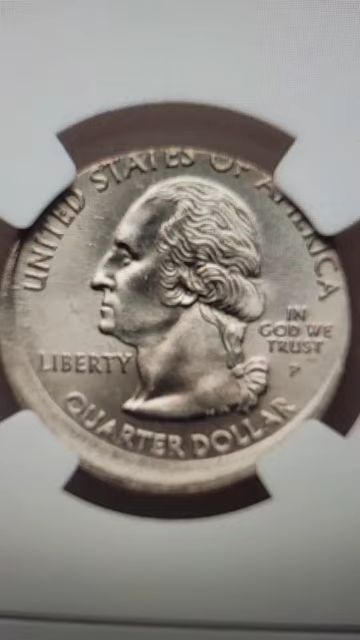 UNITED STATES OF AMERICA
LIBERTY
IN
GOD WE
TRUST
P
QUARTER DOLLAR